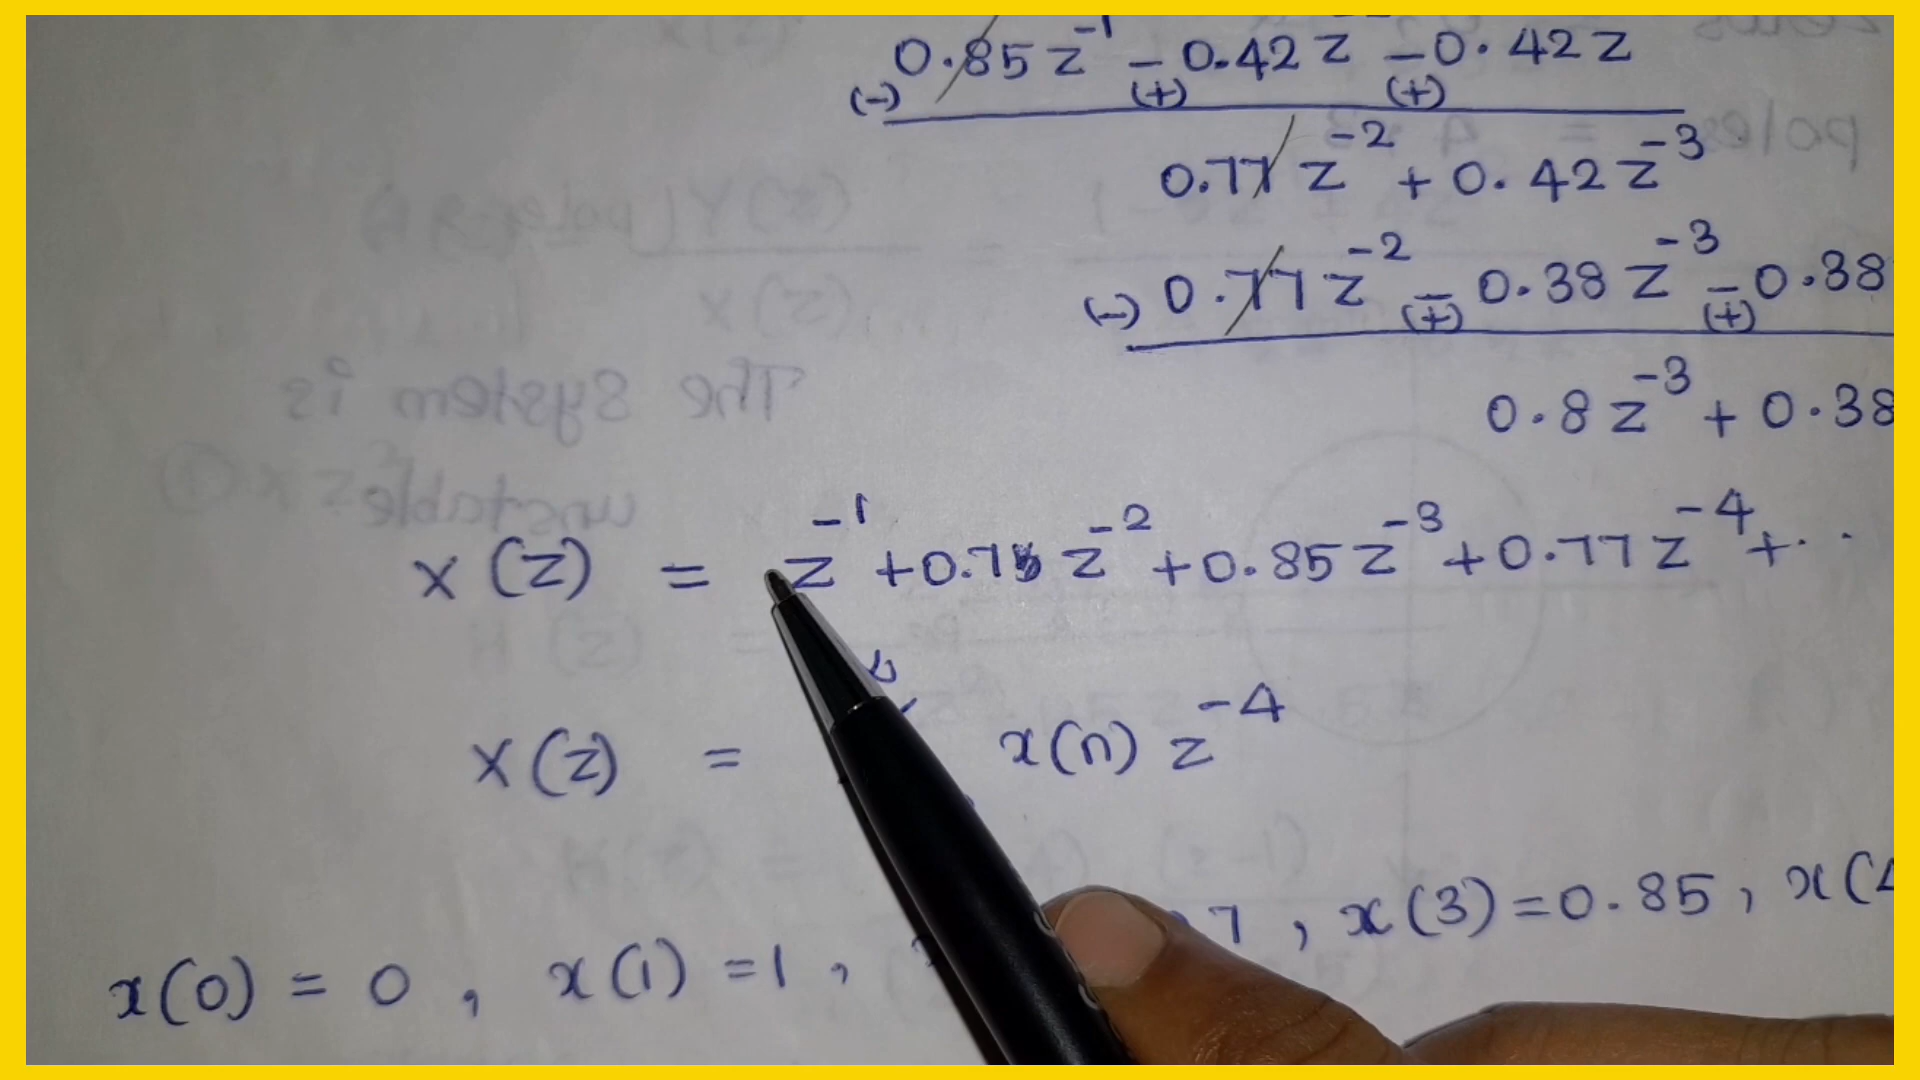 0.85 z⁻¹ - 0.42 z - 0.42 z
(-) (+) (+)
0.77 z⁻² + 0.42 z⁻³
0.77 z⁻² - 0.38 z⁻³ - 0.38
(-) (+) (+)
0.8 z⁻³ + 0.38
X(z) = z⁻¹ + 0.75 z⁻² + 0.85 z⁻³ + 0.77 z⁻⁴ + ...
X(z) = x(n) z⁻⁴
x(0) = 0 , x(1) = 1 , 7 , x(3) = 0.85 , x(4